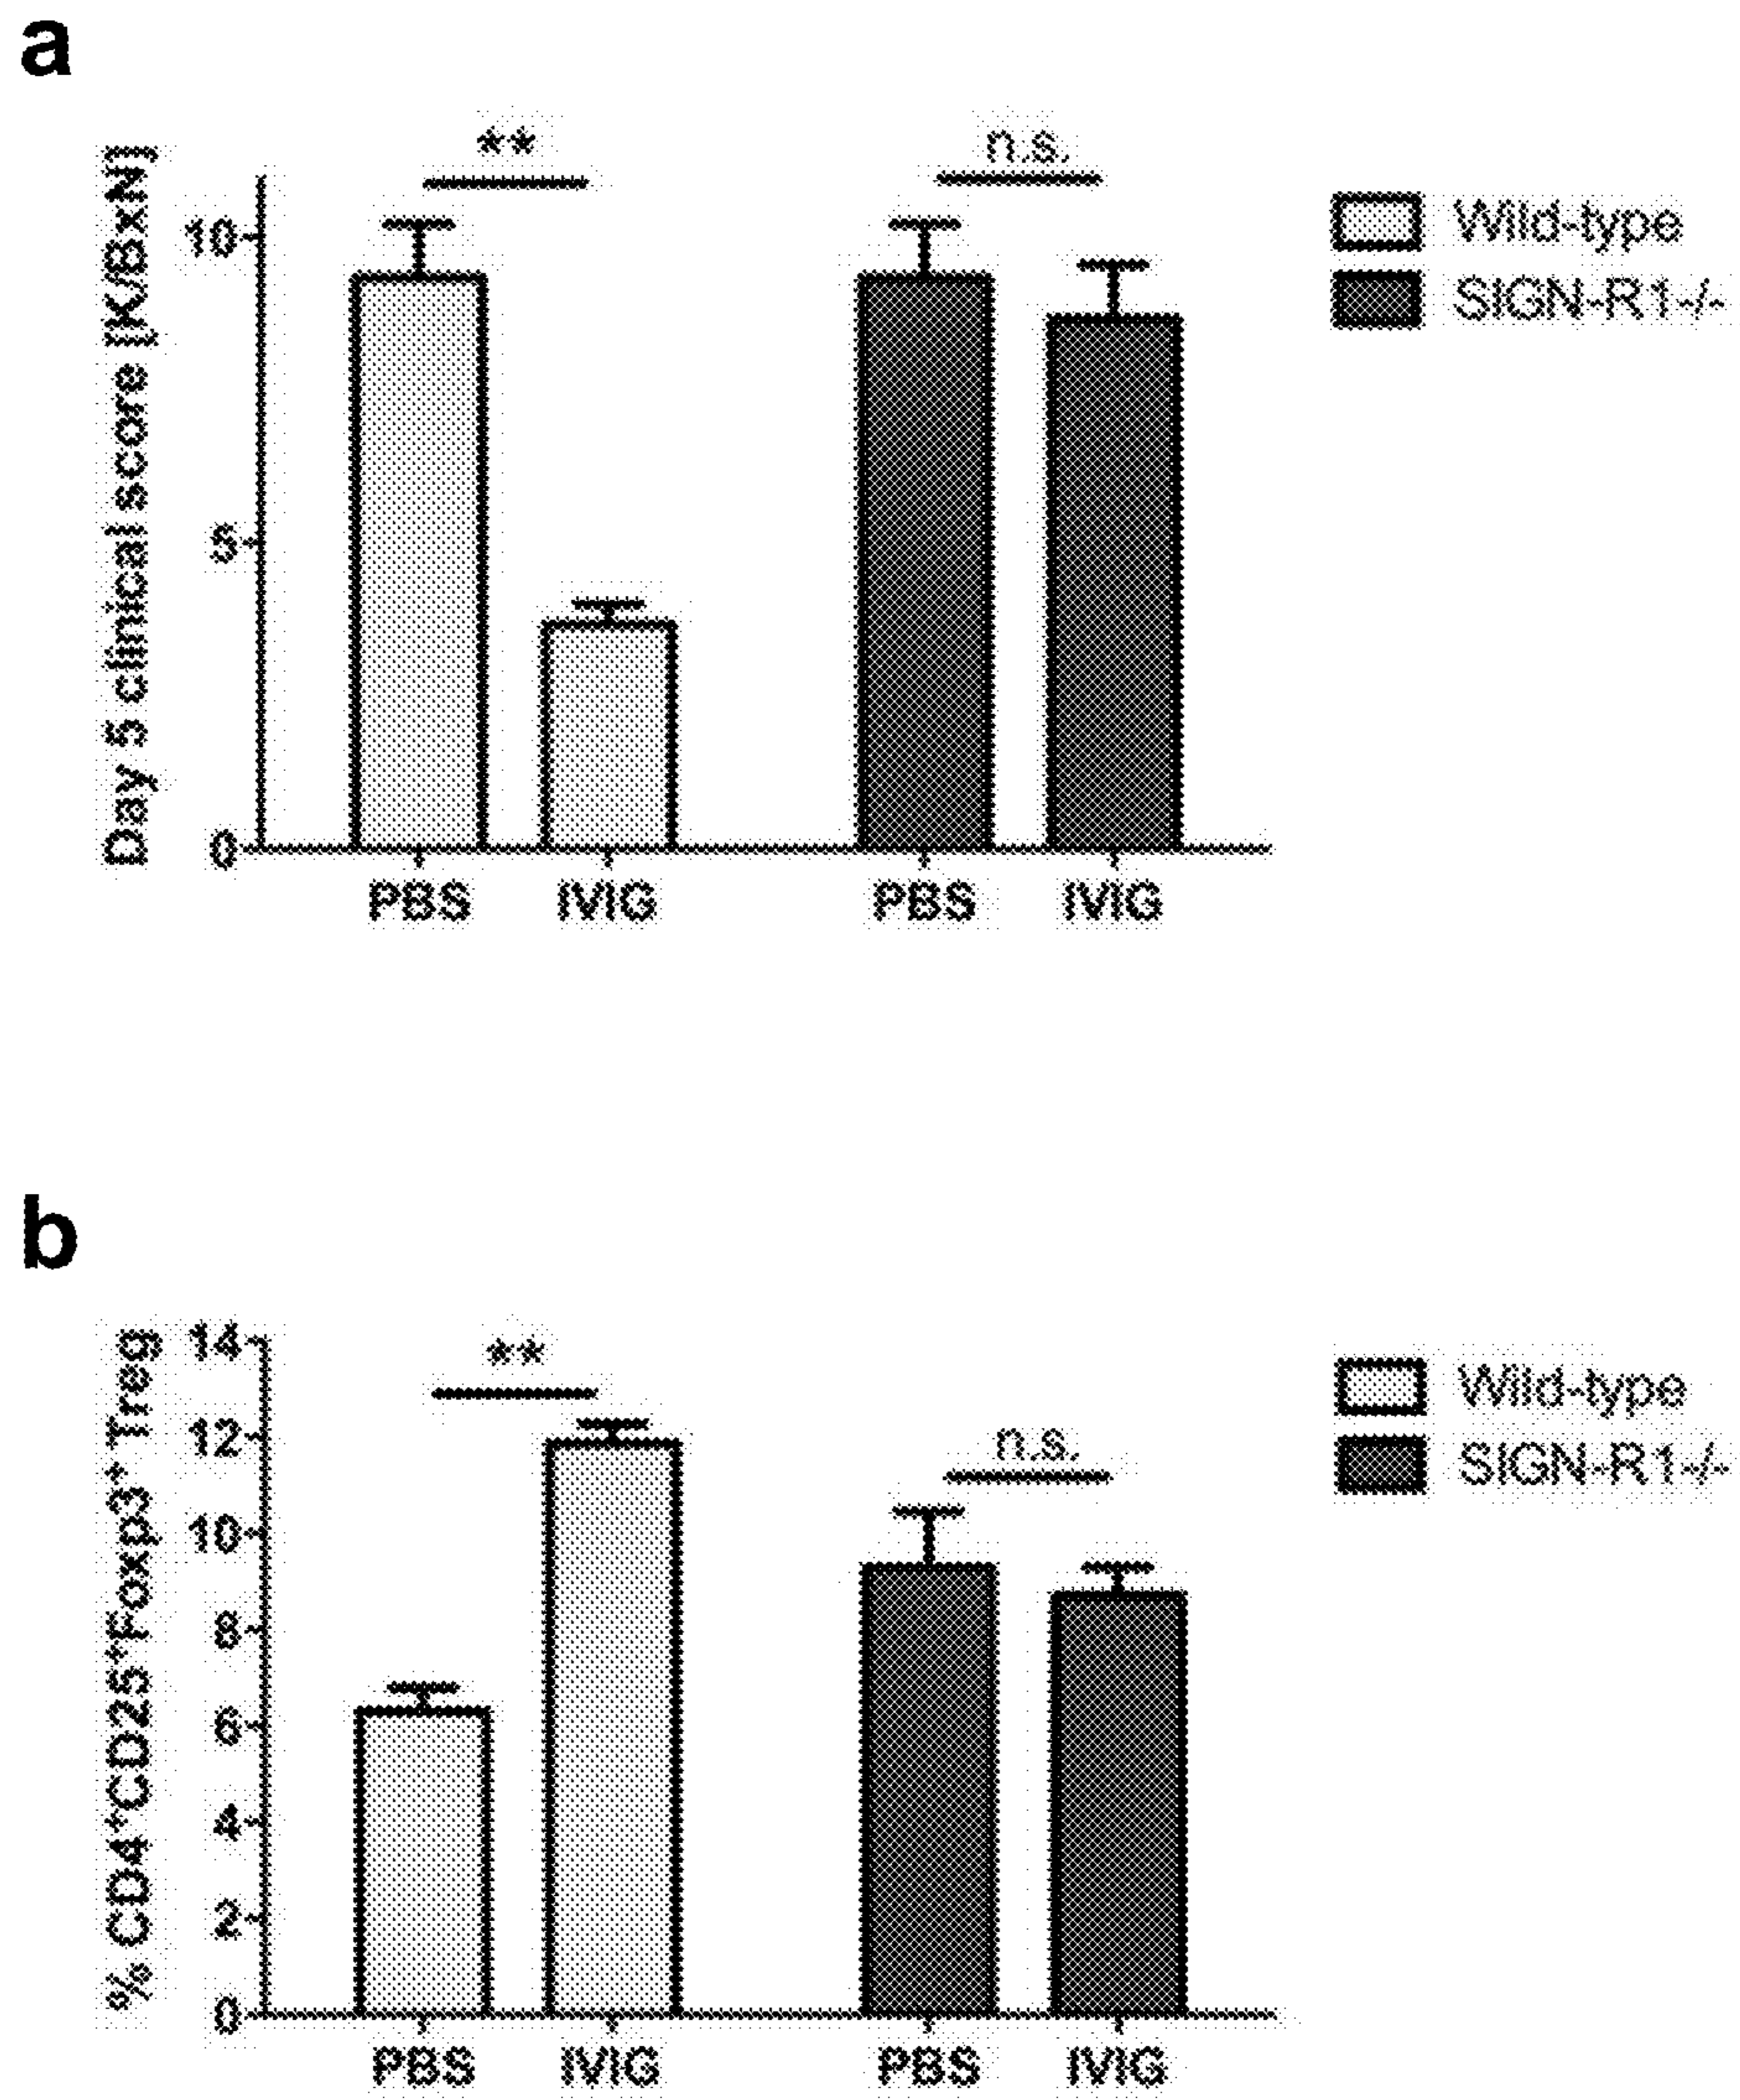 a
**
n.s.
Day 5 clinical score [K/BxN]
10
5
0
PBS IVIG PBS IVIG
Wild-type
SIGN-R1-/-
b
**
n.s.
% CD4⁺CD25⁺Foxp3⁺ Treg
14
12
10
8
6
4
2
0
PBS IVIG PBS IVIG
Wild-type
SIGN-R1-/-